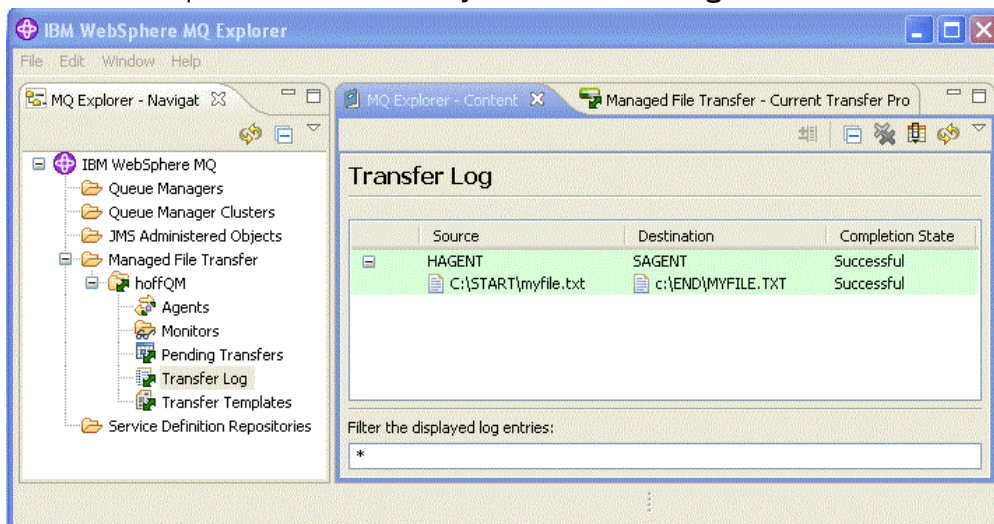 IBM WebSphere MQ Explorer
File Edit Window Help
MQ Explorer - Navigat
MQ Explorer - Content
Managed File Transfer - Current Transfer Pro
IBM WebSphere MQ
Queue Managers
Queue Manager Clusters
JMS Administered Objects
Managed File Transfer
hoffQM
Agents
Monitors
Pending Transfers
Transfer Log
Transfer Templates
Service Definition Repositories
Transfer Log
Source Destination Completion State
HAGENT SAGENT Successful
C:\START\myfile.txt c:\END\MYFILE.TXT Successful
Filter the displayed log entries:
*